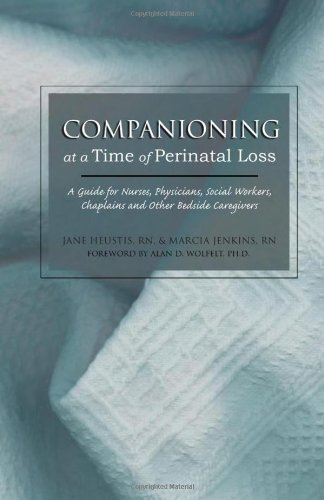 COMPANIONING
at a Time of Perinatal Loss
A Guide for Nurses, Physicians, Social Workers,
Chaplains and Other Bedside Caregivers
JANE HEUSTIS, RN, & MARCIA JENKINS, RN
FOREWORD BY ALAN D. WOLFELT, PH.D.